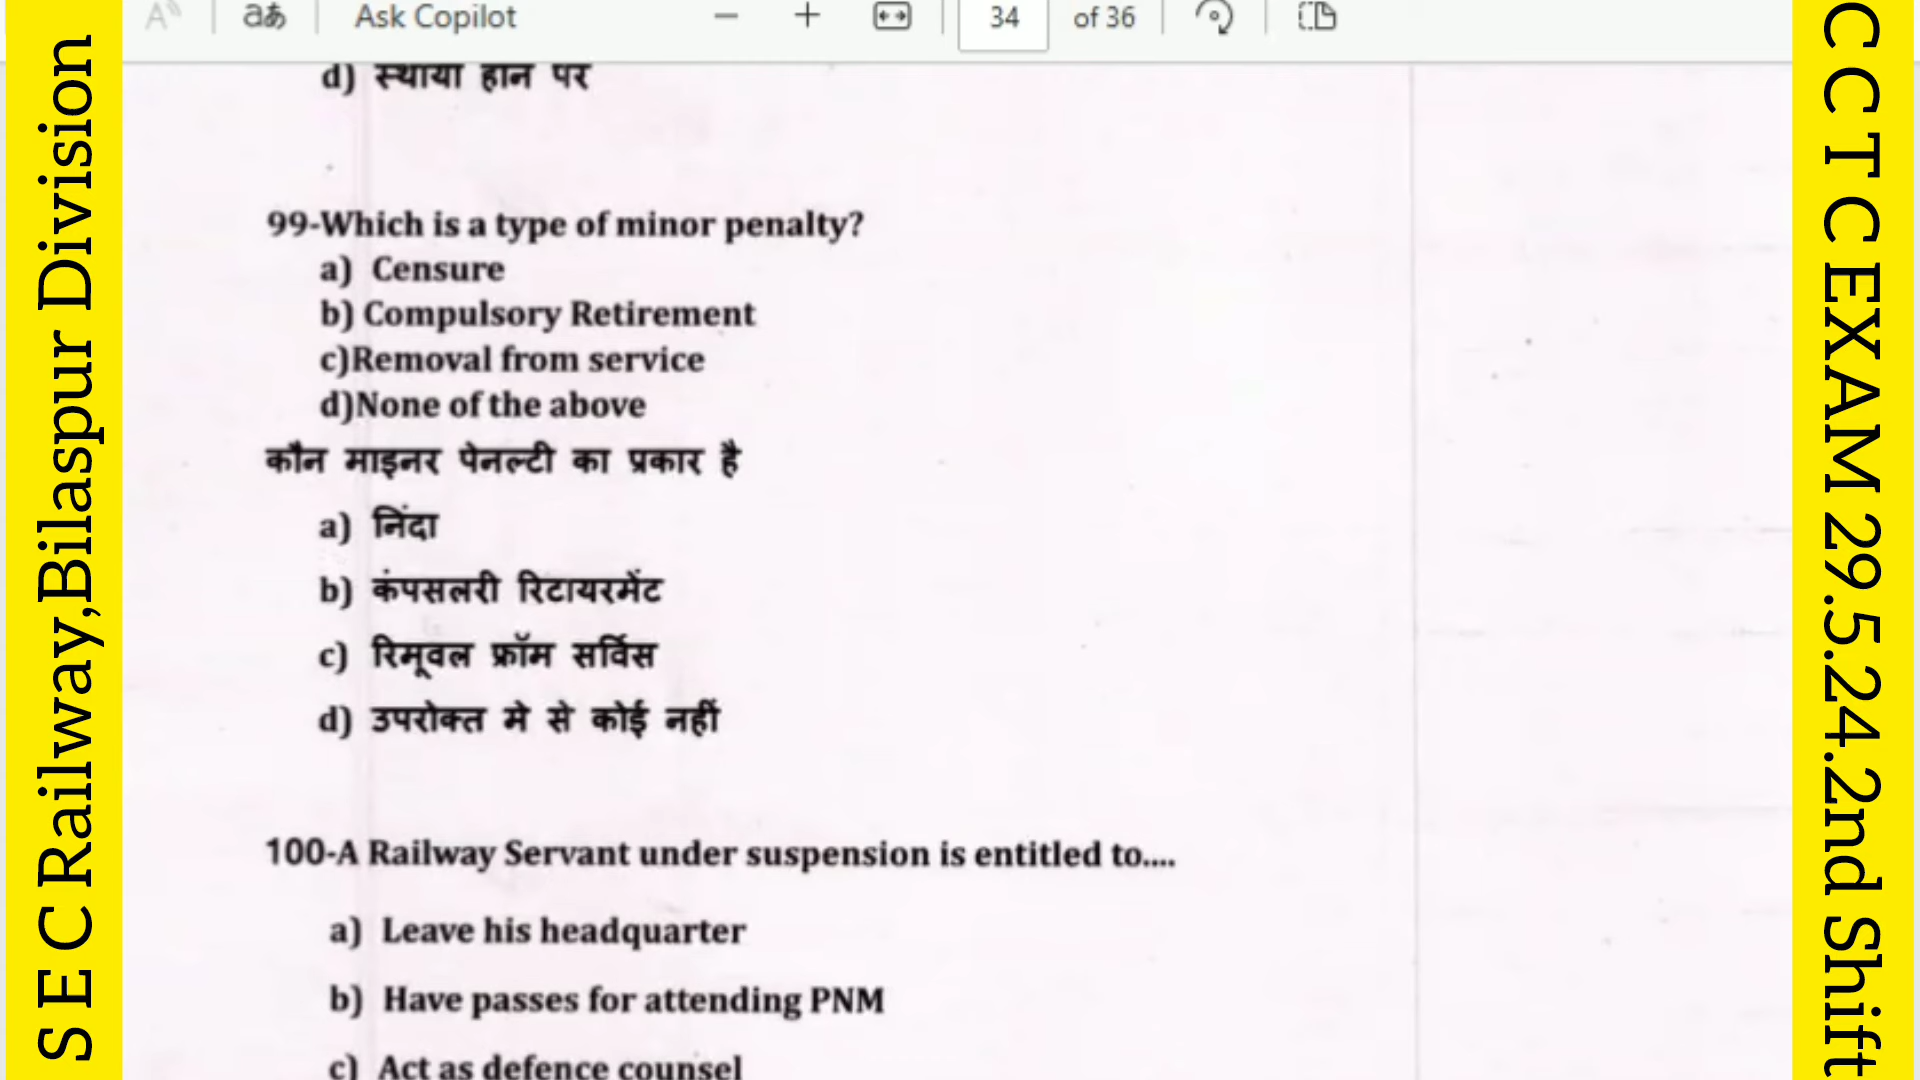 Ask Copilot
34 of 36
d) स्थाया हान पर
99-Which is a type of minor penalty?
a) Censure
b) Compulsory Retirement
c)Removal from service
d)None of the above
कौन माइनर पेनल्टी का प्रकार है
a) निंदा
b) कंपसलरी रिटायरमेंट
c) रिमूवल फ्रॉम सर्विस
d) उपरोक्त मे से कोई नहीं
100-A Railway Servant under suspension is entitled to....
a) Leave his headquarter
b) Have passes for attending PNM
c) Act as defence counsel
S E C Railway,Bilaspur Division
C C T C EXAM 29.5.24.2nd Shift